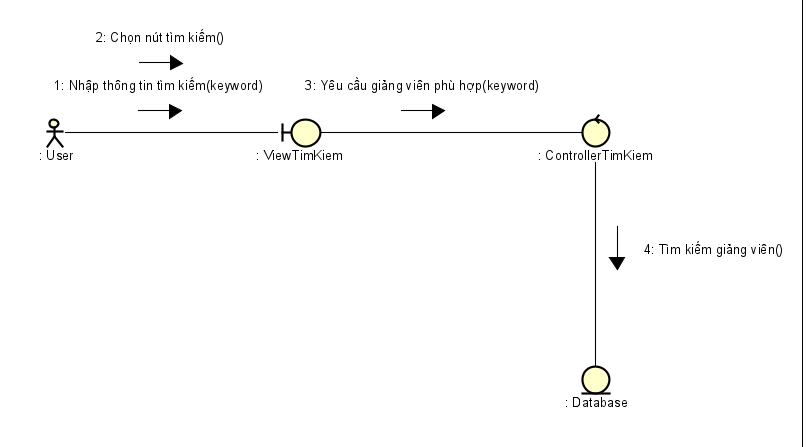 2: Chọn nút tìm kiếm()
1: Nhập thông tin tìm kiếm(keyword)
3: Yêu cầu giảng viên phù hợp(keyword)
: User
: ViewTimKiem
: ControllerTimKiem
4: Tìm kiếm giảng viên()
: Database